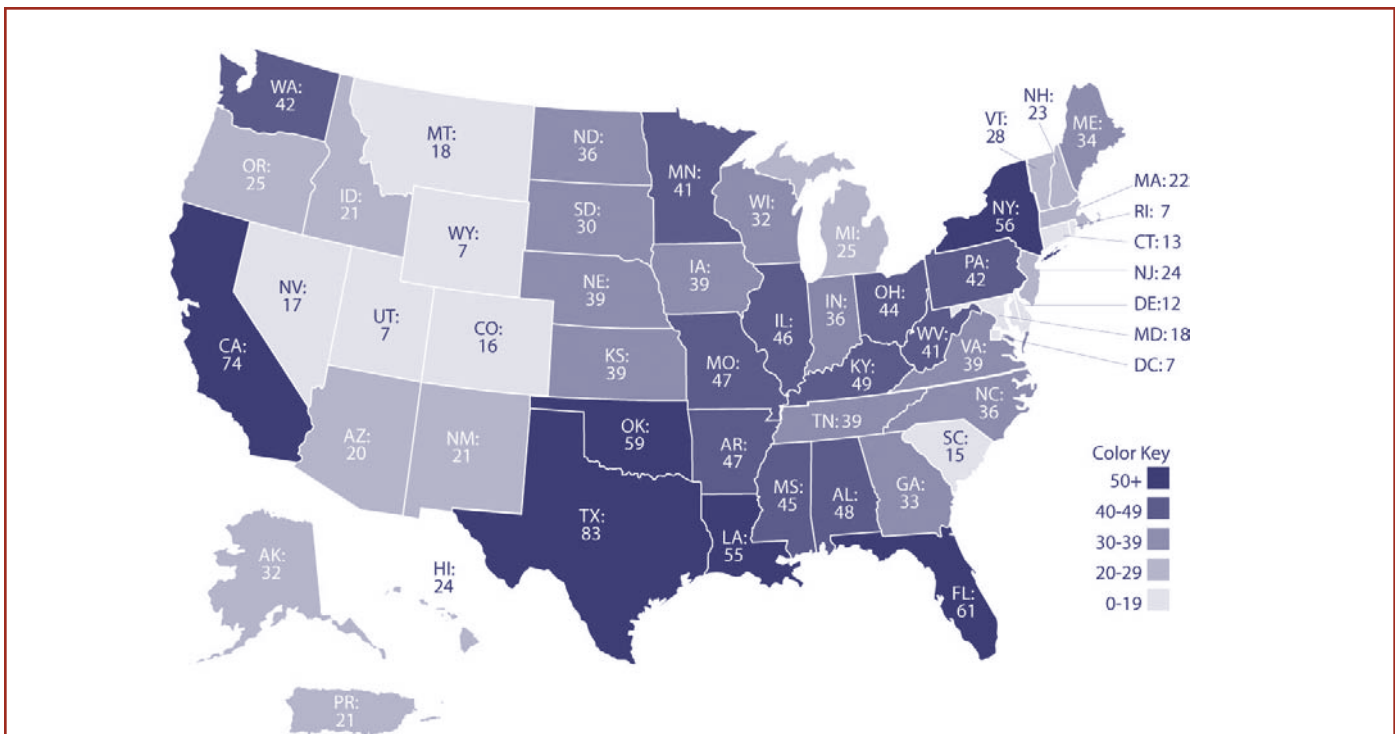 WA:
42
MT:
18
ND:
36
MN:
41
OR:
25
ID:
21
WY:
7
SD:
30
WI:
32
MI:
25
VT:
28
NH:
23
ME:
34
NY:
56
MA: 22
RI: 7
CT: 13
NJ: 24
DE: 12
MD: 18
DC: 7
CA:
74
NV:
17
UT:
7
CO:
16
NE:
39
IA:
39
KS:
39
MO:
47
IL:
46
IN:
36
OH:
44
PA:
42
WV:
41
VA:
39
KY:
49
NC:
36
TN: 39
SC:
15
AZ:
20
NM:
21
OK:
59
AR:
47
MS:
45
AL:
48
GA:
33
TX:
83
LA:
55
FL:
61
AK:
32
HI:
24
PR:
21
Color Key
50+
40-49
30-39
20-29
0-19